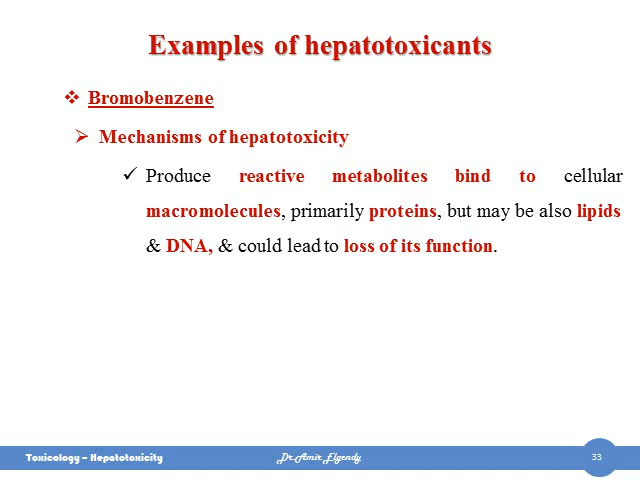 Examples of hepatotoxicants
Bromobenzene
Mechanisms of hepatotoxicity
Produce reactive metabolites bind to cellular
macromolecules, primarily proteins, but may be also lipids
& DNA, & could lead to loss of its function.
Toxicology – Hepatotoxicity Dr. Amir Elgendy 33